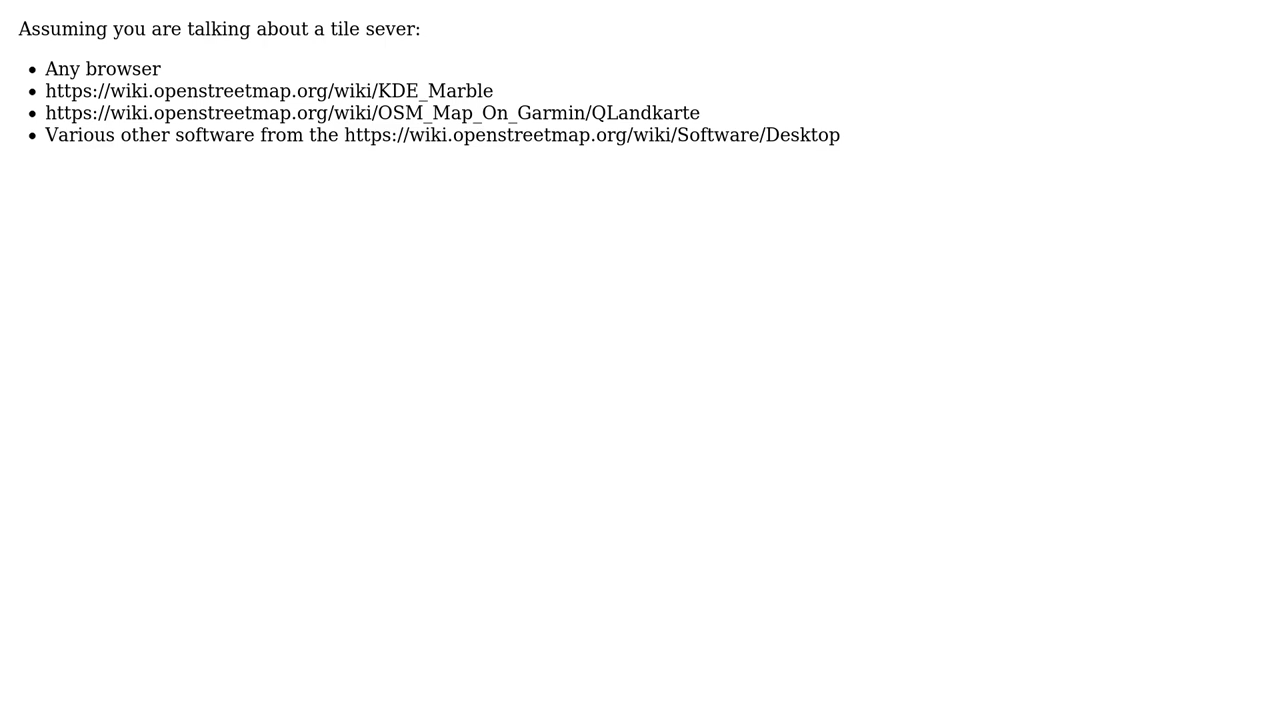 Assuming you are talking about a tile sever:
• Any browser
• https://wiki.openstreetmap.org/wiki/KDE_Marble
• https://wiki.openstreetmap.org/wiki/OSM_Map_On_Garmin/QLandkarte
• Various other software from the https://wiki.openstreetmap.org/wiki/Software/Desktop